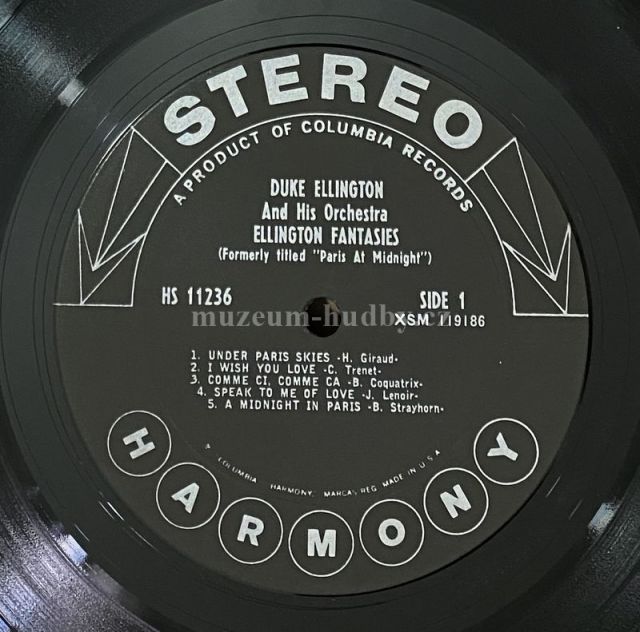 STEREO
A PRODUCT OF COLUMBIA RECORDS
DUKE ELLINGTON
And His Orchestra
ELLINGTON FANTASIES
(Formerly titled "Paris At Midnight")
HS 11236
SIDE 1
XSM 119186
muzeum-hudby.cz
1. UNDER PARIS SKIES -H. Giraud-
2. I WISH YOU LOVE -C. Trenet-
3. COMME CI, COMME CA -B. Coquatrix-
4. SPEAK TO ME OF LOVE -J. Lenoir-
5. A MIDNIGHT IN PARIS -B. Strayhorn-
COLUMBIA HARMONY, MARCAS REG. MADE IN U.S.A
HARMONY